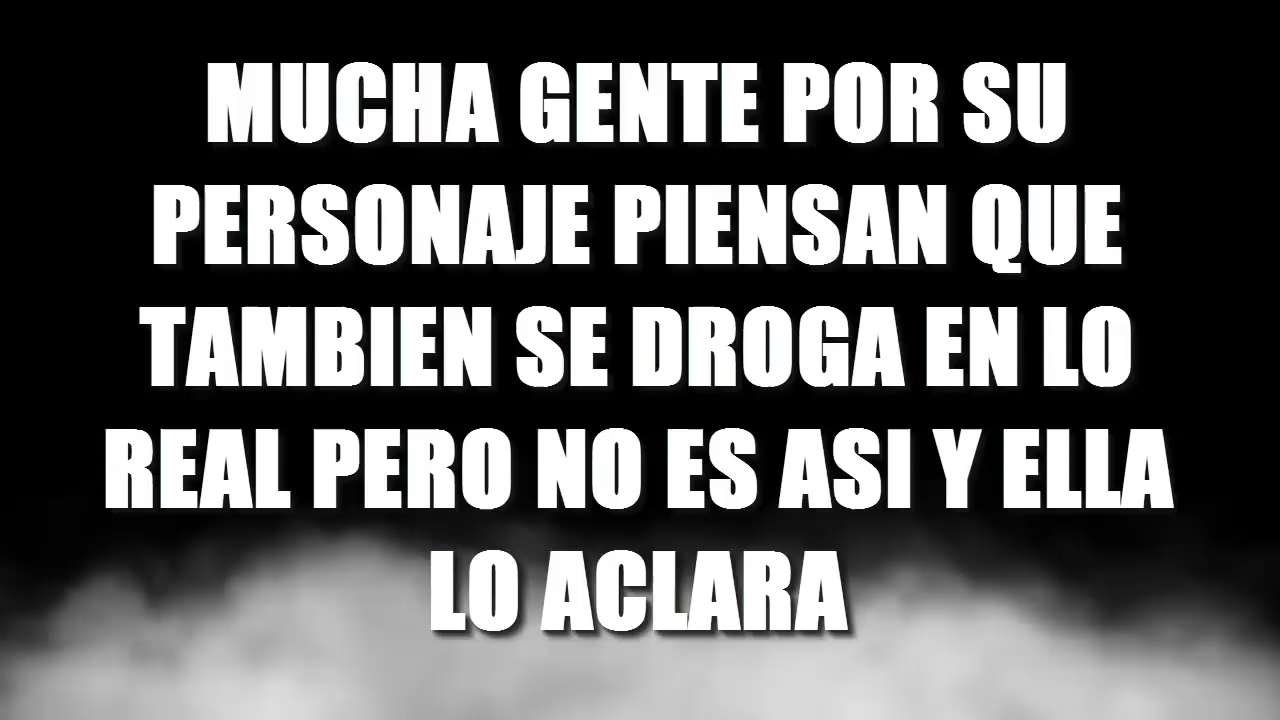 MUCHA GENTE POR SU
PERSONAJE PIENSAN QUE
TAMBIEN SE DROGA EN LO
REAL PERO NO ES ASI Y ELLA
LO ACLARA